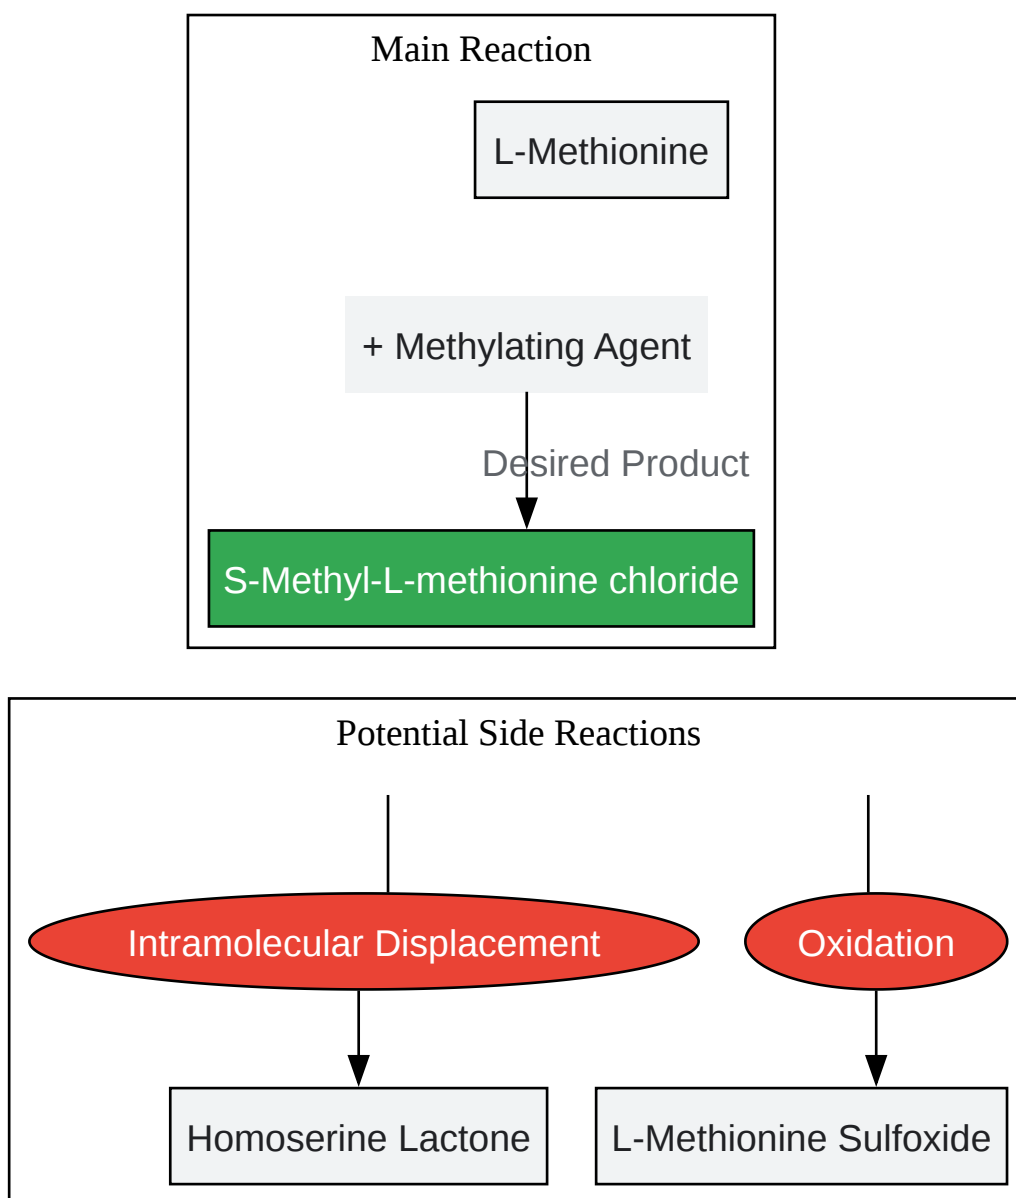 Main Reaction
L-Methionine
+ Methylating Agent
Desired Product
S-Methyl-L-methionine chloride
Potential Side Reactions
Intramolecular Displacement
Oxidation
Homoserine Lactone
L-Methionine Sulfoxide